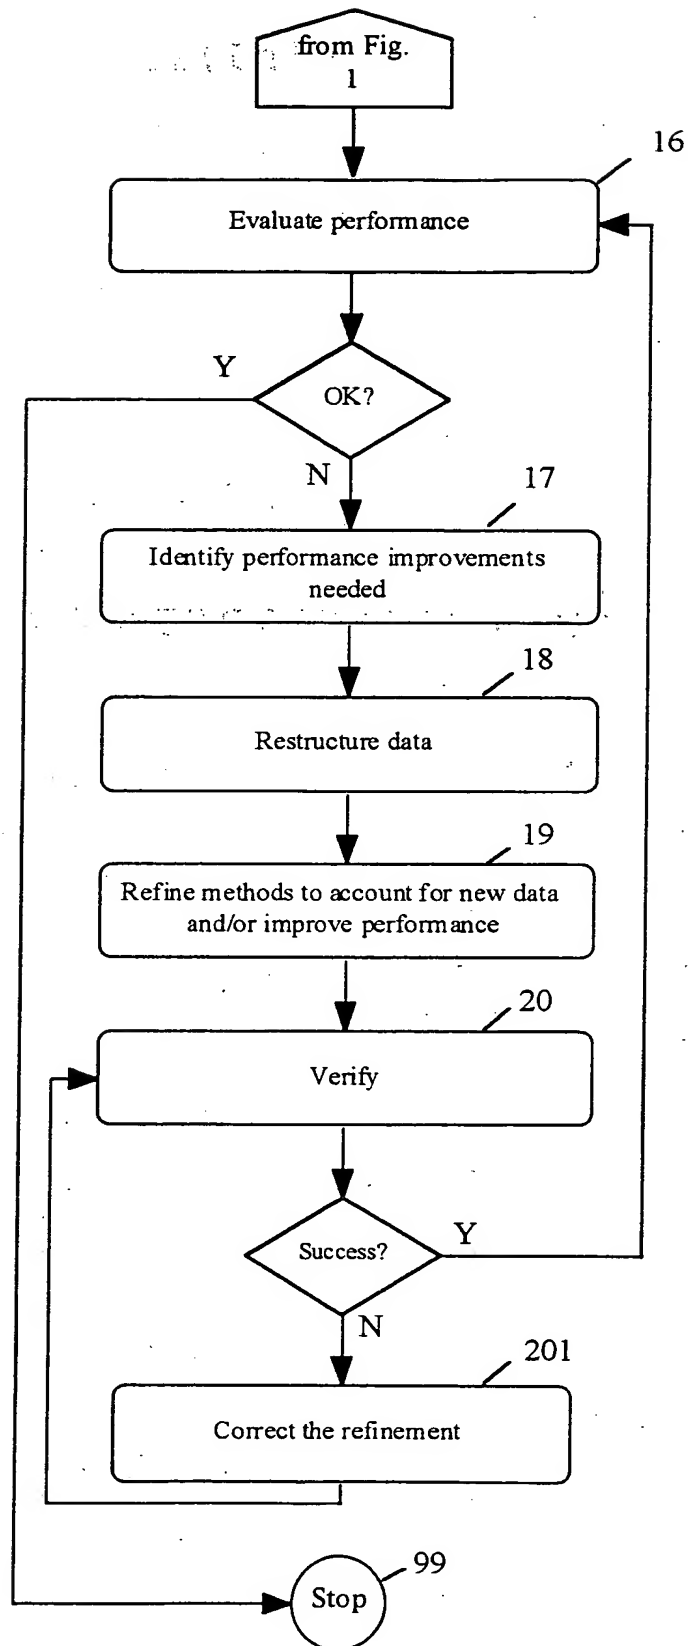 from Fig.
1
16
Evaluate performance
Y
OK?
N
17
Identify performance improvements
needed
18
Restructure data
19
Refine methods to account for new data
and/or improve performance
20
Verify
Success?
Y
N
201
Correct the refinement
99
Stop